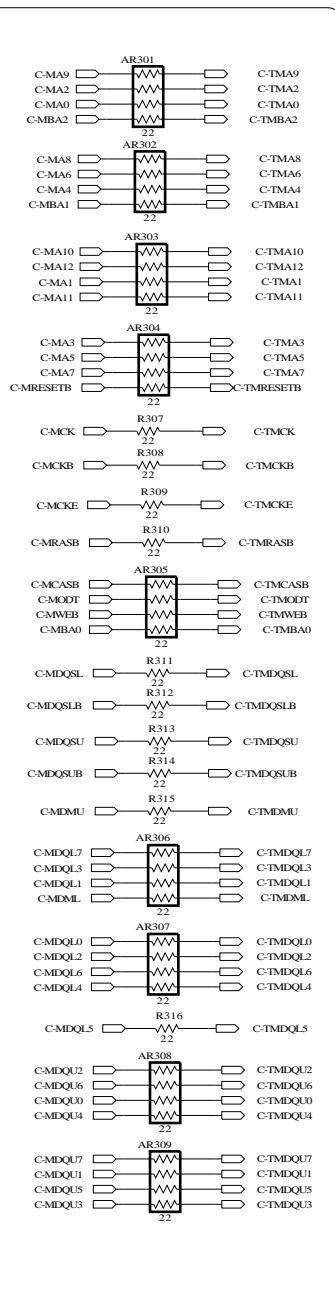 AR301
C-MA9 C-TMA9
C-MA2 C-TMA2
C-MA0 C-TMA0
C-MBA2 C-TMBA2
22
AR302
C-MA8 C-TMA8
C-MA6 C-TMA6
C-MA4 C-TMA4
C-MBA1 C-TMBA1
22
AR303
C-MA10 C-TMA10
C-MA12 C-TMA12
C-MA1 C-TMA1
C-MA11 C-TMA11
22
AR304
C-MA3 C-TMA3
C-MA5 C-TMA5
C-MA7 C-TMA7
C-MRESETB C-TMRESETB
22
R307
C-MCK C-TMCK
22
R308
C-MCKB C-TMCKB
22
R309
C-MCKE C-TMCKE
22
R310
C-MRASB C-TMRASB
22
AR305
C-MCASB C-TMCASB
C-MODT C-TMODT
C-MWEB C-TMWEB
C-MBA0 C-TMBA0
22
R311
C-MDQSL C-TMDQSL
22
R312
C-MDQSLB C-TMDQSLB
22
R313
C-MDQSU C-TMDQSU
22
R314
C-MDQSUB C-TMDQSUB
22
R315
C-MDMU C-TMDMU
22
AR306
C-MDQL7 C-TMDQL7
C-MDQL3 C-TMDQL3
C-MDQL1 C-TMDQL1
C-MDML C-TMDML
22
AR307
C-MDQL0 C-TMDQL0
C-MDQL2 C-TMDQL2
C-MDQL6 C-TMDQL6
C-MDQL4 C-TMDQL4
22
R316
C-MDQL5 C-TMDQL5
22
AR308
C-MDQU2 C-TMDQU2
C-MDQU6 C-TMDQU6
C-MDQU0 C-TMDQU0
C-MDQU4 C-TMDQU4
22
AR309
C-MDQU7 C-TMDQU7
C-MDQU1 C-TMDQU1
C-MDQU5 C-TMDQU5
C-MDQU3 C-TMDQU3
22